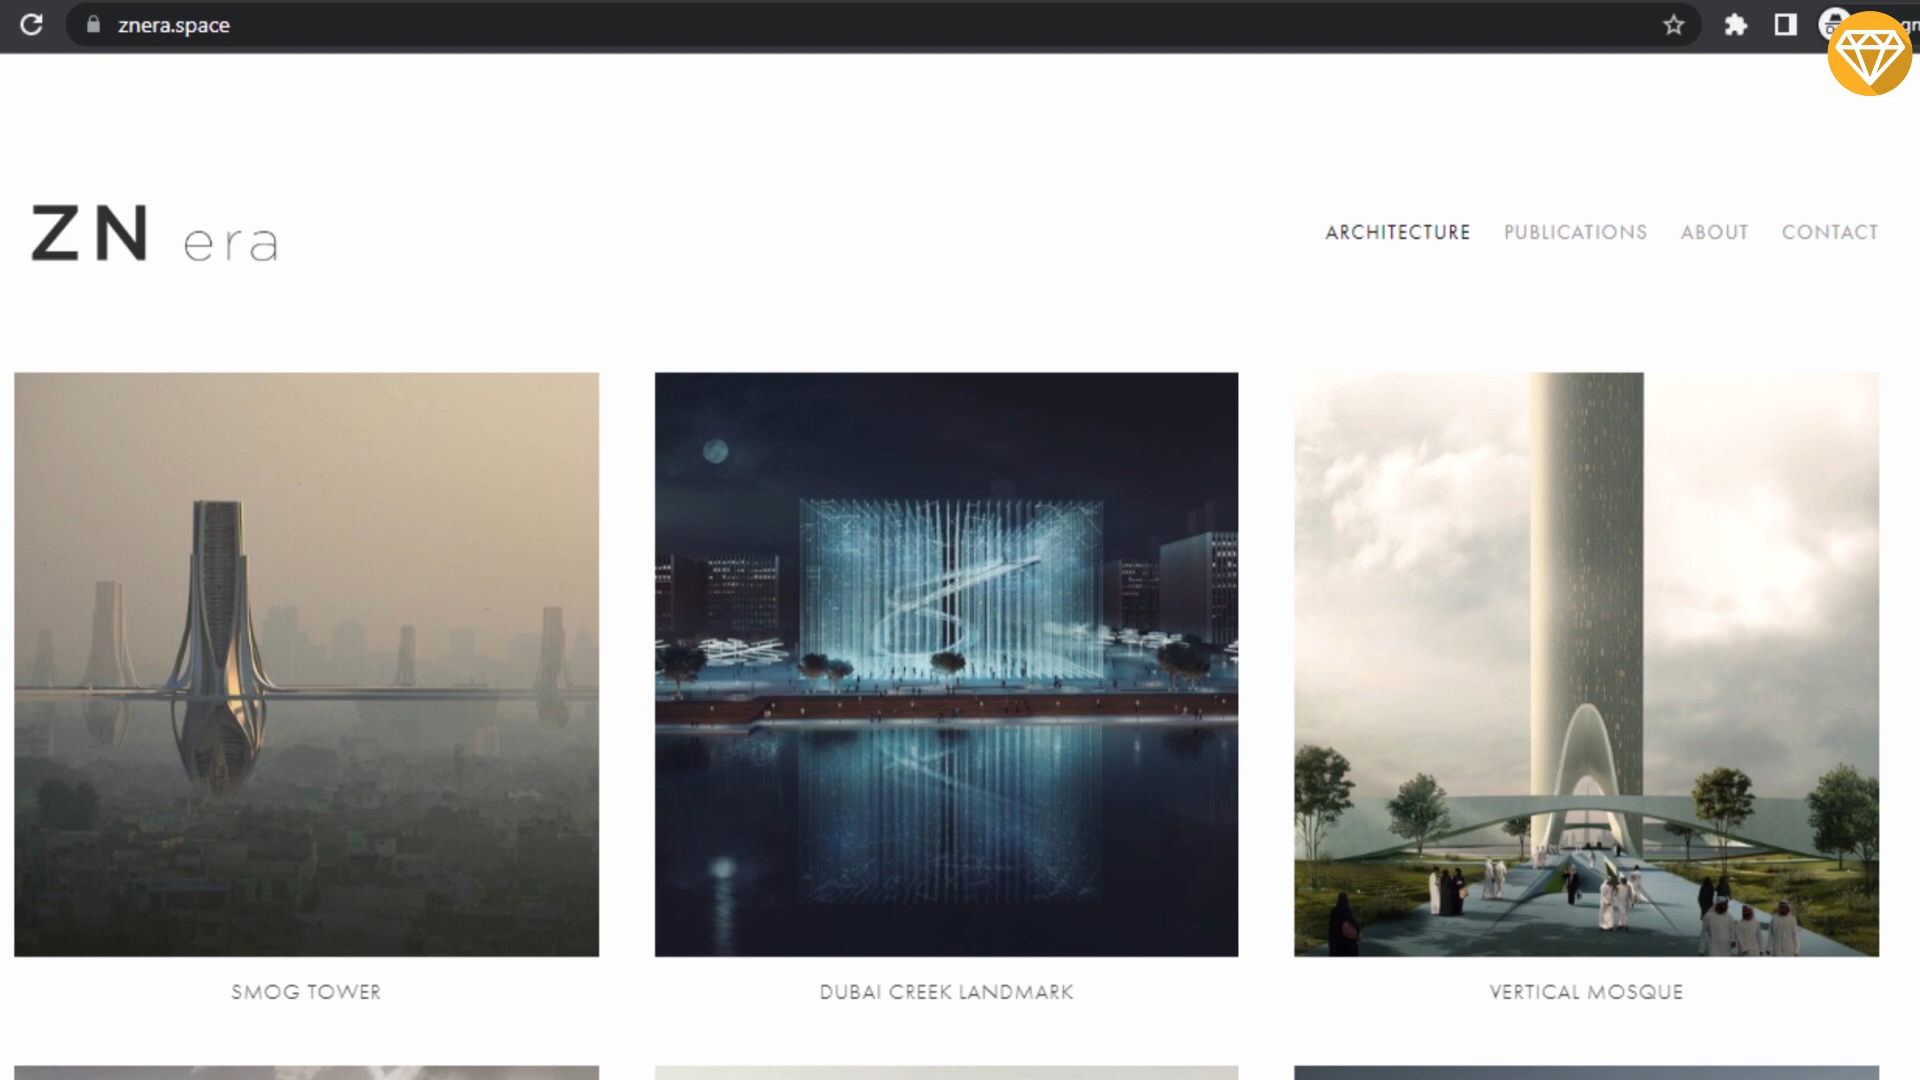 znera.space
ZN era
ARCHITECTURE PUBLICATIONS ABOUT CONTACT
SMOG TOWER
DUBAI CREEK LANDMARK
VERTICAL MOSQUE